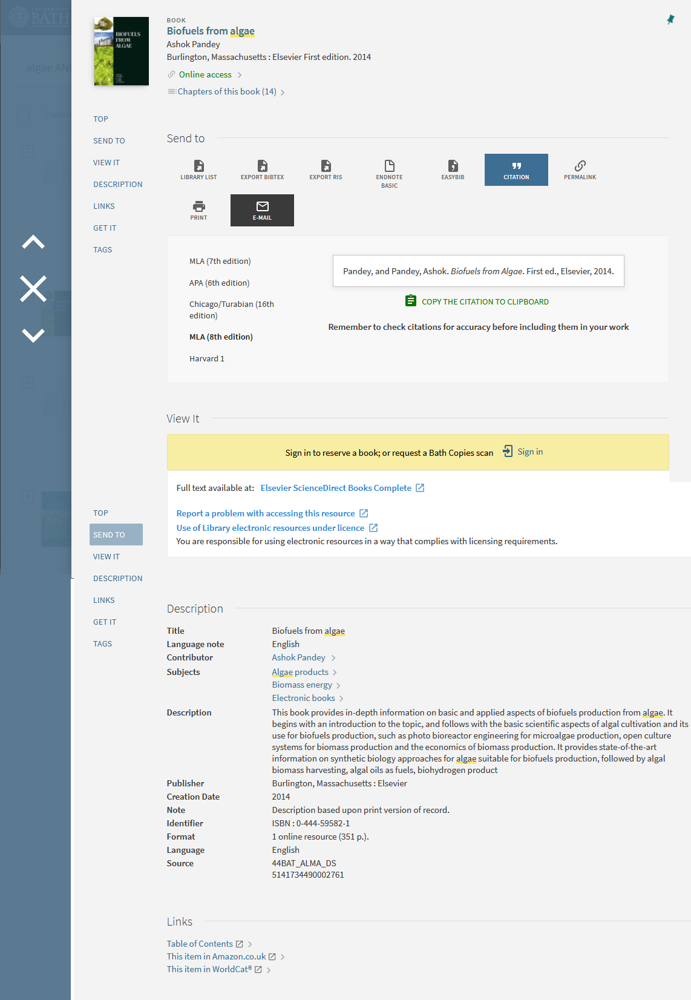 BATH
algae AN
0 selec
BIOFUELS
FROM
ALGAE
BOOK
Biofuels from algae
Ashok Pandey
Burlington, Massachusetts : Elsevier First edition. 2014
Online access
Chapters of this book (14)
TOP
SEND TO
VIEW IT
DESCRIPTION
LINKS
GET IT
TAGS
Send to
LIBRARY LIST
EXPORT BIBTEX
EXPORT RIS
ENDNOTE
BASIC
EASYBIB
CITATION
PERMALINK
PRINT
E-MAIL
MLA (7th edition)
APA (6th edition)
Chicago/Turabian (16th
edition)
MLA (8th edition)
Harvard 1
Pandey, and Pandey, Ashok. Biofuels from Algae. First ed., Elsevier, 2014.
COPY THE CITATION TO CLIPBOARD
Remember to check citations for accuracy before including them in your work
View It
Sign in to reserve a book; or request a Bath Copies scan Sign in
Full text available at: Elsevier ScienceDirect Books Complete
Report a problem with accessing this resource
Use of Library electronic resources under licence
You are responsible for using electronic resources in a way that complies with licensing requirements.
TOP
SEND TO
VIEW IT
DESCRIPTION
LINKS
GET IT
TAGS
Description
Title Biofuels from algae
Language note English
Contributor Ashok Pandey
Subjects Algae products
Biomass energy
Electronic books
Description This book provides in-depth information on basic and applied aspects of biofuels production from algae. It
begins with an introduction to the topic, and follows with the basic scientific aspects of algal cultivation and its
use for biofuels production, such as photo bioreactor engineering for microalgae production, open culture
systems for biomass production and the economics of biomass production. It provides state-of-the-art
information on synthetic biology approaches for algae suitable for biofuels production, followed by algal
biomass harvesting, algal oils as fuels, biohydrogen product
Publisher Burlington, Massachusetts : Elsevier
Creation Date 2014
Note Description based upon print version of record.
Identifier ISBN : 0-444-59582-1
Format 1 online resource (351 p.).
Language English
Source 44BAT_ALMA_DS
5141734490002761
Links
Table of Contents
This item in Amazon.co.uk
This item in WorldCat®